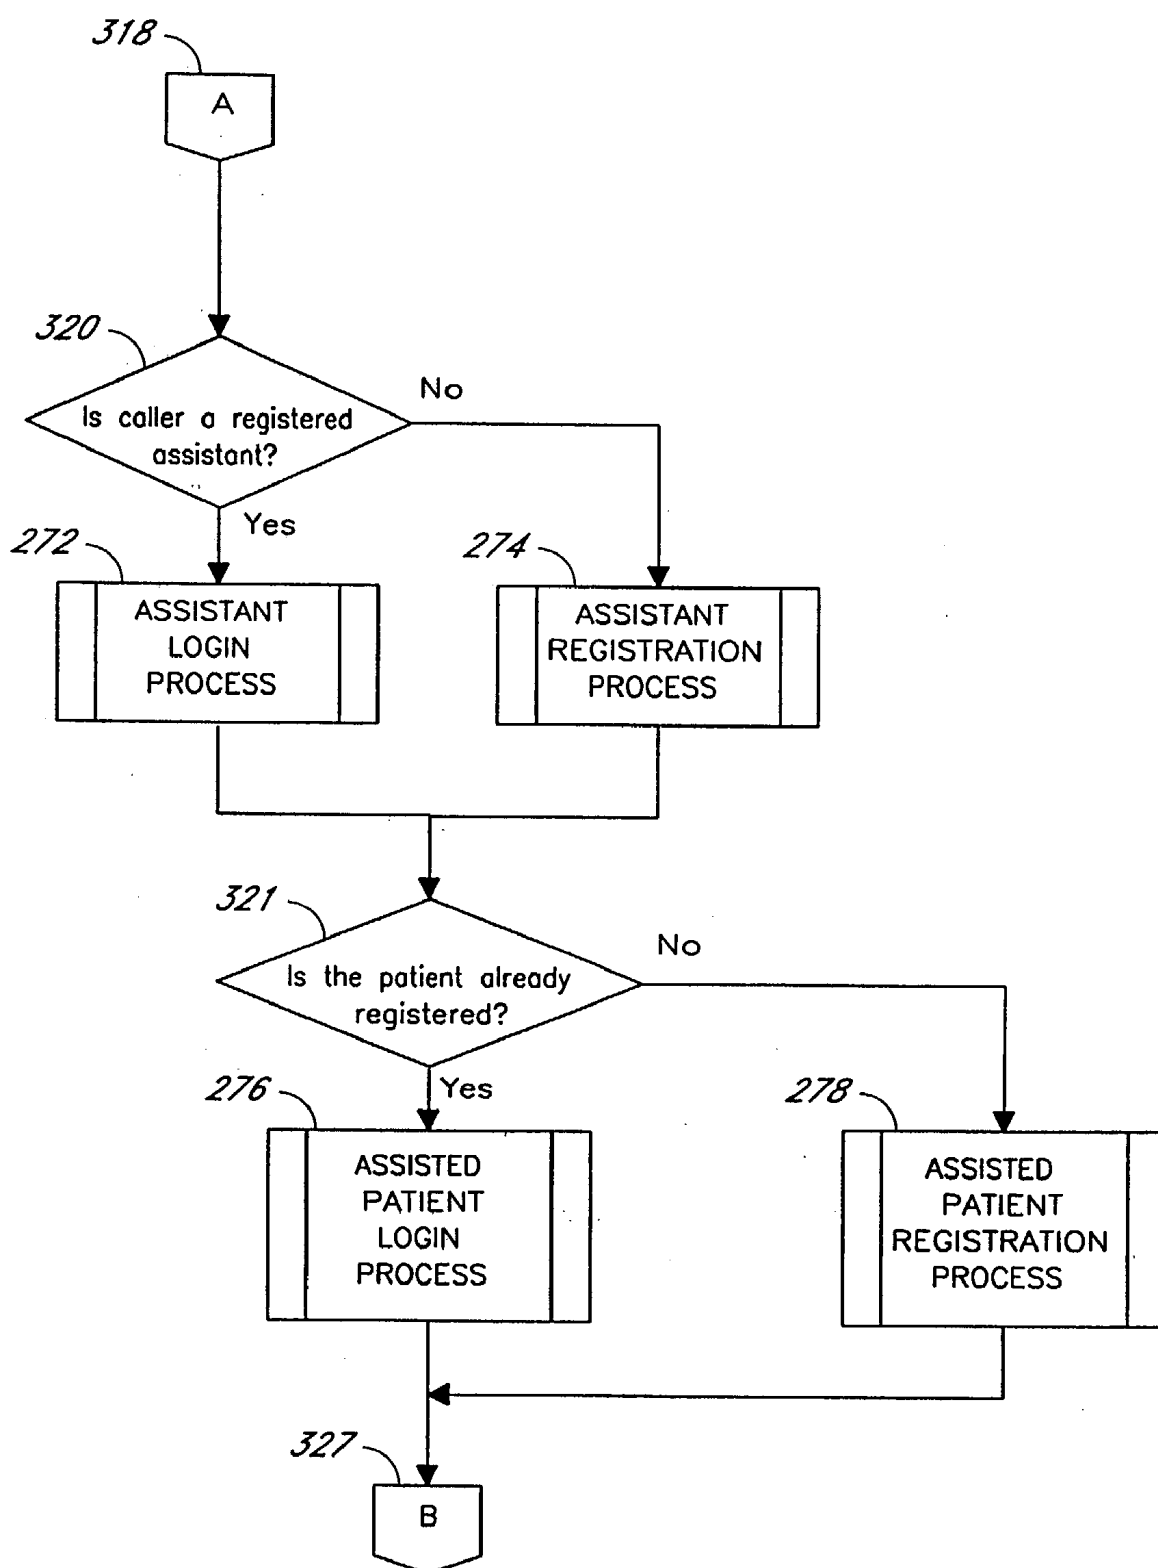 318
A
320
No
Is caller a registered
assistant?
Yes
272
274
ASSISTANT
LOGIN
PROCESS
ASSISTANT
REGISTRATION
PROCESS
321
No
Is the patient already
registered?
Yes
276
278
ASSISTED
PATIENT
LOGIN
PROCESS
ASSISTED
PATIENT
REGISTRATION
PROCESS
327
B